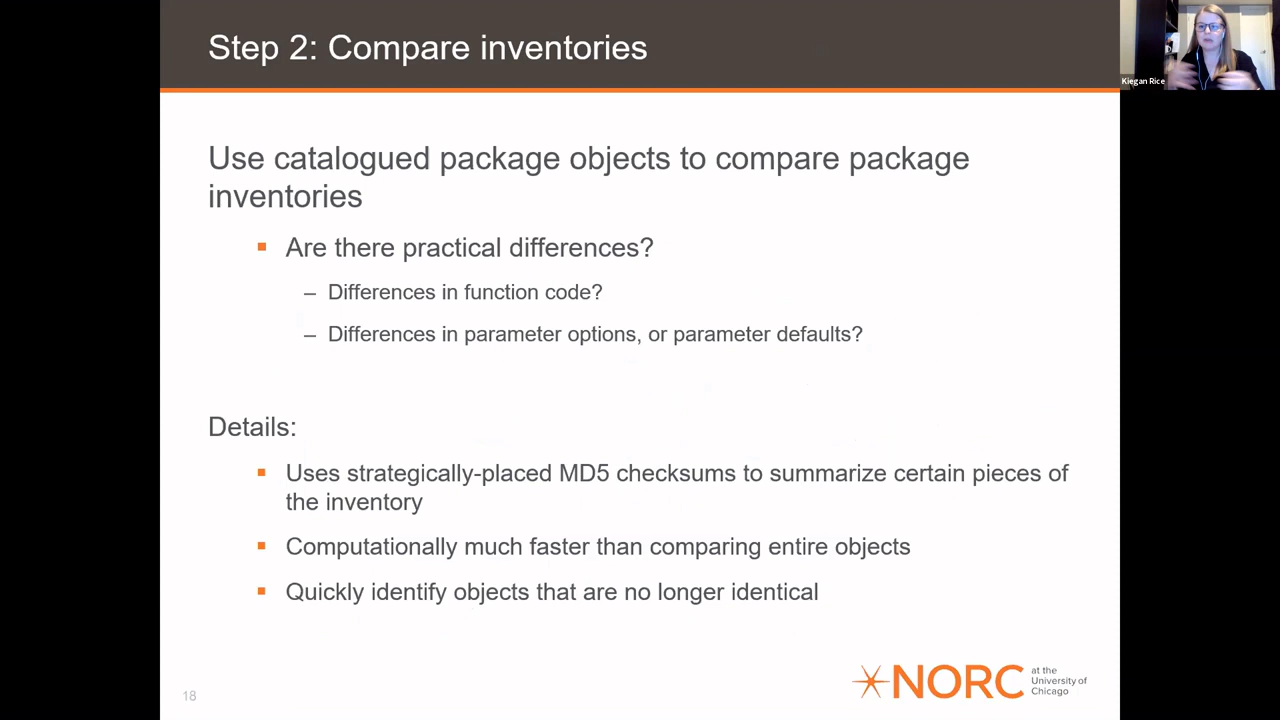 Step 2: Compare inventories
Kiegan Rice
Use catalogued package objects to compare package
inventories
Are there practical differences?
– Differences in function code?
– Differences in parameter options, or parameter defaults?
Details:
Uses strategically-placed MD5 checksums to summarize certain pieces of
the inventory
Computationally much faster than comparing entire objects
Quickly identify objects that are no longer identical
18
NORC
at the
University of
Chicago